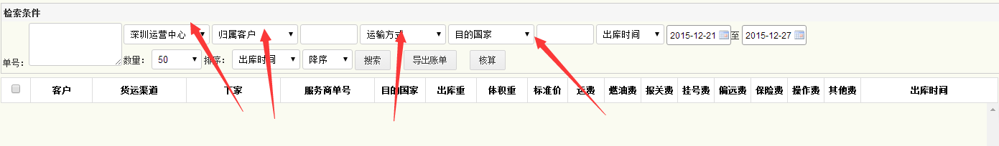 检索条件
单号： 深圳运营中心 归属客户 运输方式 目的国家 出库时间 2015-12-21 至 2015-12-27
数量： 50 排序： 出库时间 降序 搜索 导出账单 核算
客户 货运渠道 下家 服务商单号 目的国家 出库重 体积重 标准价 运费 燃油费 报关费 挂号费 偏远费 保险费 操作费 其他费 出库时间